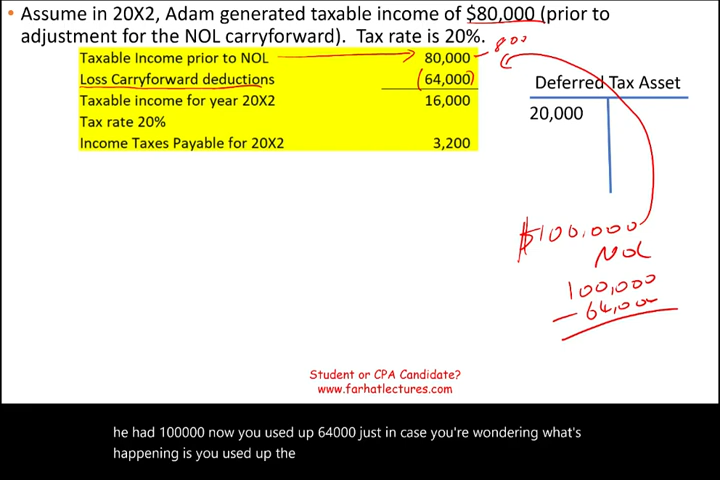 • Assume in 20X2, Adam generated taxable income of $80,000 (prior to
adjustment for the NOL carryforward). Tax rate is 20%.
Taxable Income prior to NOL 80,000
800
Loss Carryforward deductions (64,000)
Taxable income for year 20X2 16,000
Tax rate 20%
Income Taxes Payable for 20X2 3,200
Deferred Tax Asset
20,000
$100,000
NOL
100,000
- 64,000
Student or CPA Candidate?
www.farhatlectures.com
he had 100000 now you used up 64000 just in case you're wondering what's
happening is you used up the